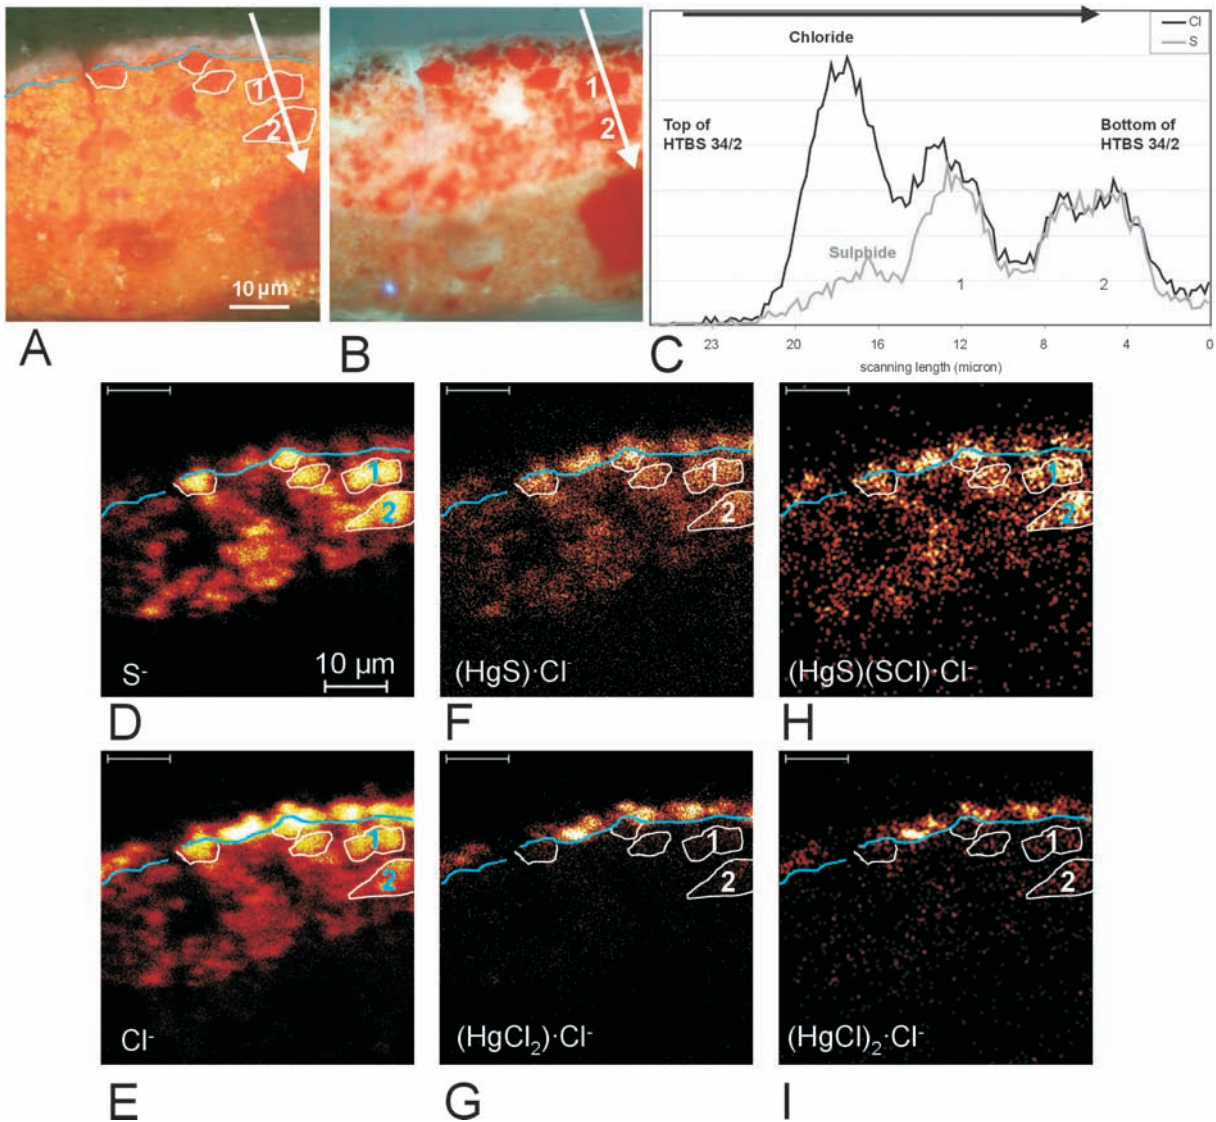 1
2
10 µm
A
1
2
B
Cl
S
Chloride
Top of
HTBS 34/2
Bottom of
HTBS 34/2
Sulphide
1
2
23 20 16 12 8 4 0
scanning length (micron)
C
1
2
S-
10 µm
D
1
2
(HgS)·Cl-
F
1
2
(HgS)(SCl)·Cl-
H
1
2
Cl-
E
1
2
(HgCl₂)·Cl-
G
1
2
(HgCl)₂·Cl-
I